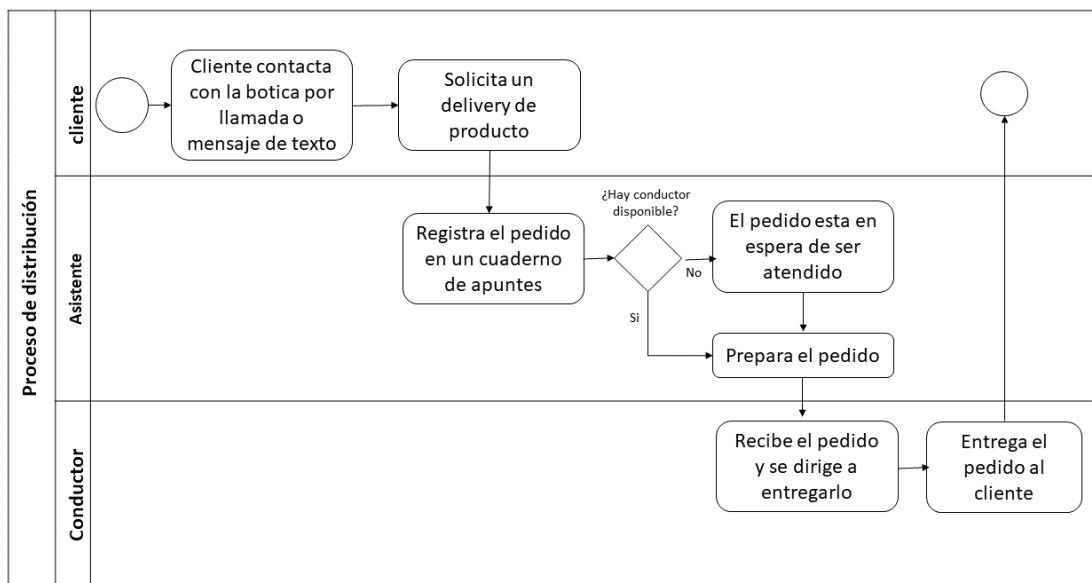 Proceso de distribución
cliente
Cliente contacta
con la botica por
llamada o
mensaje de texto
Solicita un
delivery de
producto
Asistente
Registra el pedido
en un cuaderno
de apuntes
¿Hay conductor
disponible?
No
Si
El pedido esta en
espera de ser
atendido
Prepara el pedido
Conductor
Recibe el pedido
y se dirige a
entregarlo
Entrega el
pedido al
cliente